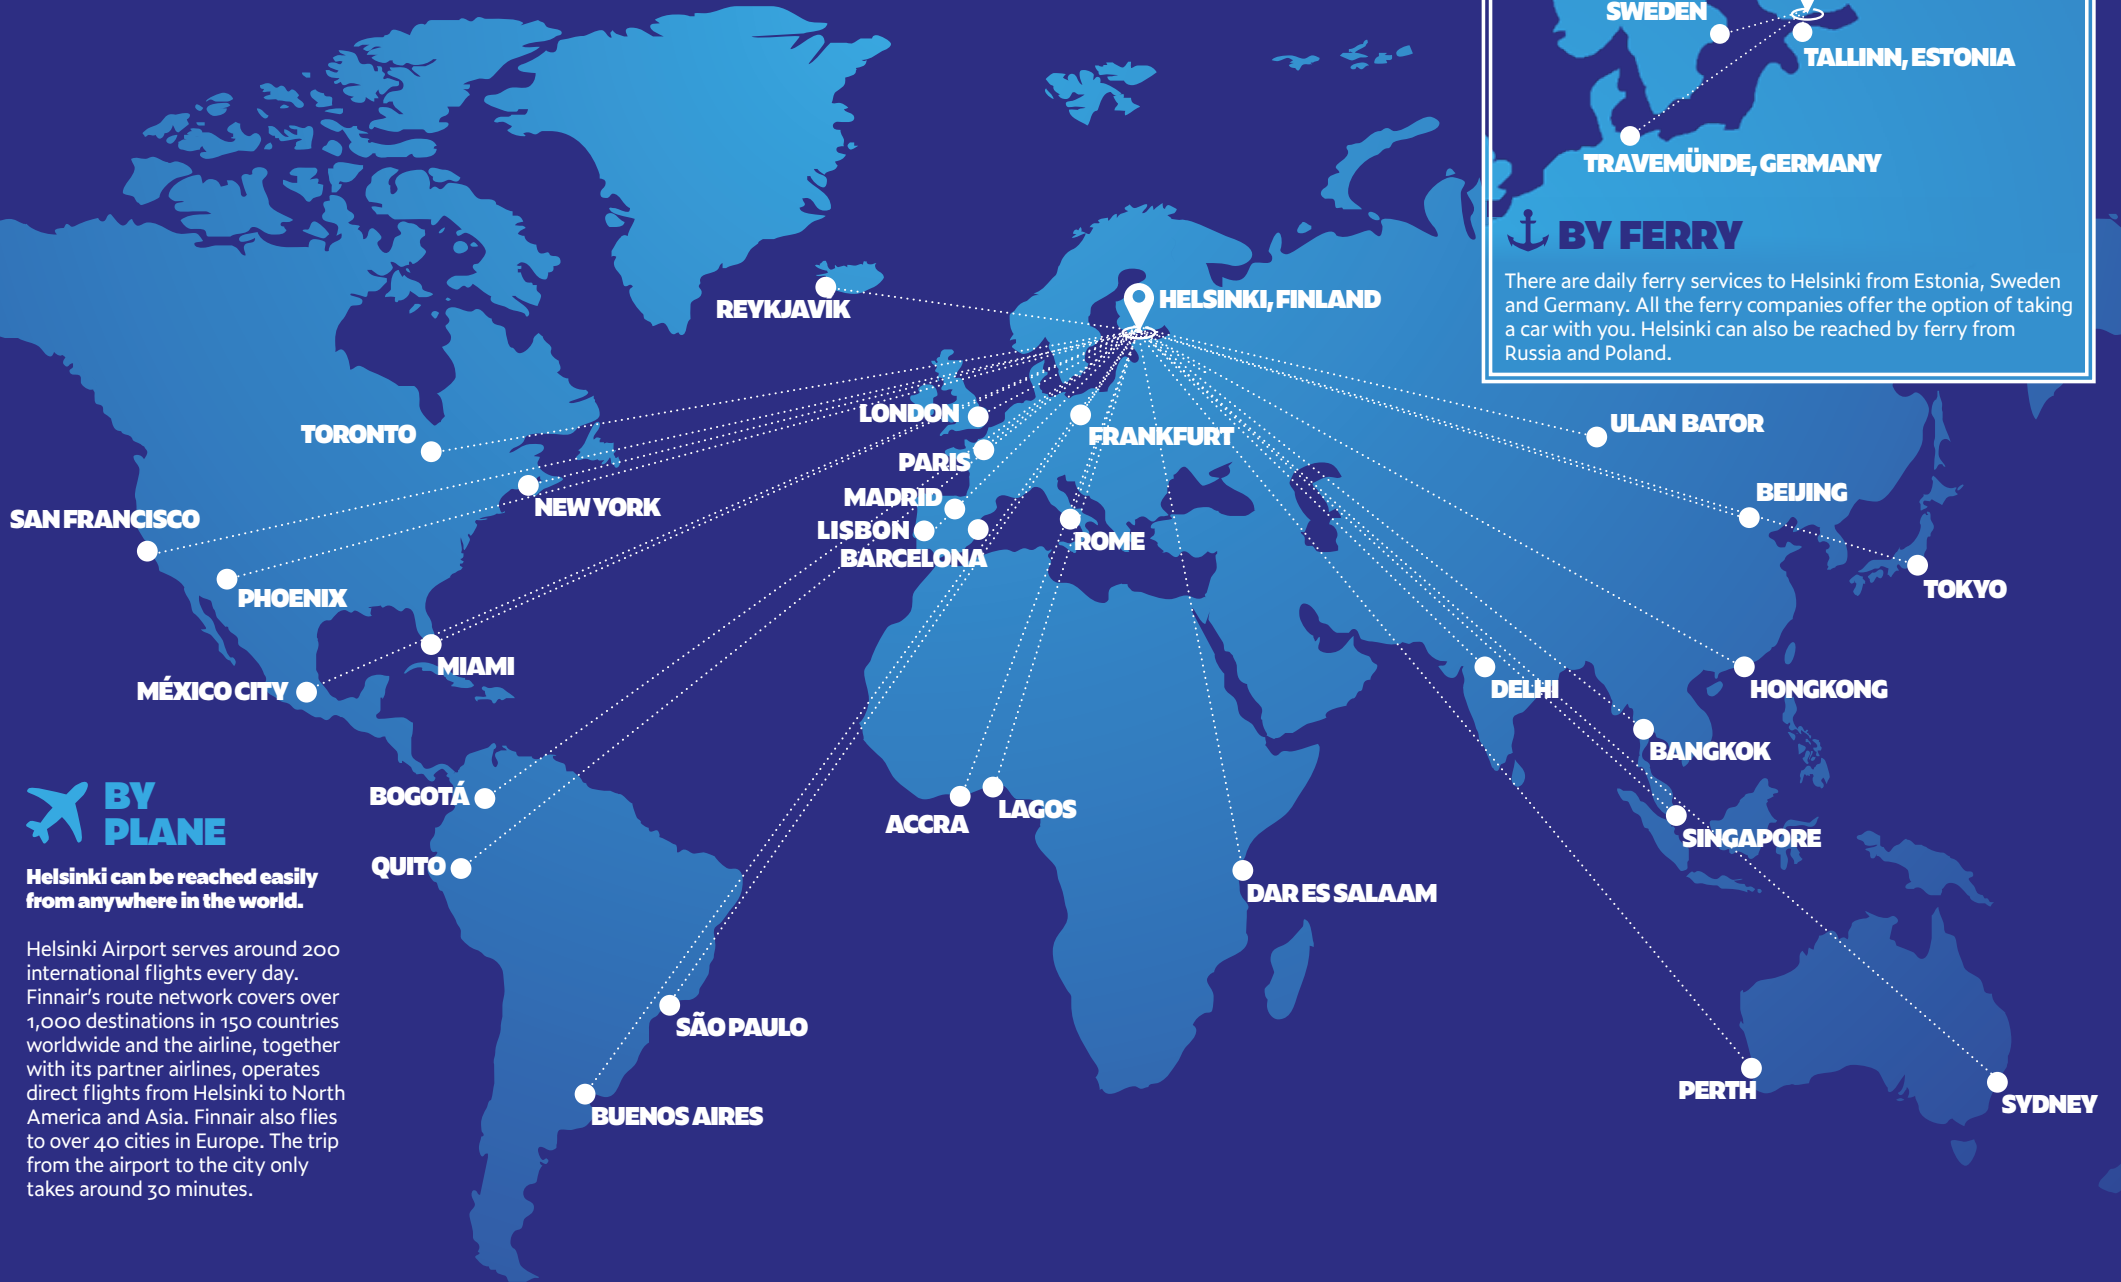 SWEDEN
TALLINN, ESTONIA
TRAVEMÜNDE, GERMANY
BY FERRY
There are daily ferry services to Helsinki from Estonia, Sweden
and Germany. All the ferry companies offer the option of taking
a car with you. Helsinki can also be reached by ferry from
Russia and Poland.
REYKJAVÍK
HELSINKI, FINLAND
LONDON
TORONTO
FRANKFURT
ULAN BATOR
PARIS
MADRID
BEIJING
NEW YORK
SAN FRANCISCO
LISBON
ROME
BARCELONA
PHOENIX
TOKYO
MIAMI
MÉXICO CITY
DELHI
HONGKONG
BANGKOK
BOGOTÁ
LAGOS
ACCRA
SINGAPORE
QUITO
DAR ES SALAAM
SÃO PAULO
PERTH
SYDNEY
BUENOS AIRES
BY
PLANE
Helsinki can be reached easily
from anywhere in the world.
Helsinki Airport serves around 200
international flights every day.
Finnair's route network covers over
1,000 destinations in 150 countries
worldwide and the airline, together
with its partner airlines, operates
direct flights from Helsinki to North
America and Asia. Finnair also flies
to over 40 cities in Europe. The trip
from the airport to the city only
takes around 30 minutes.